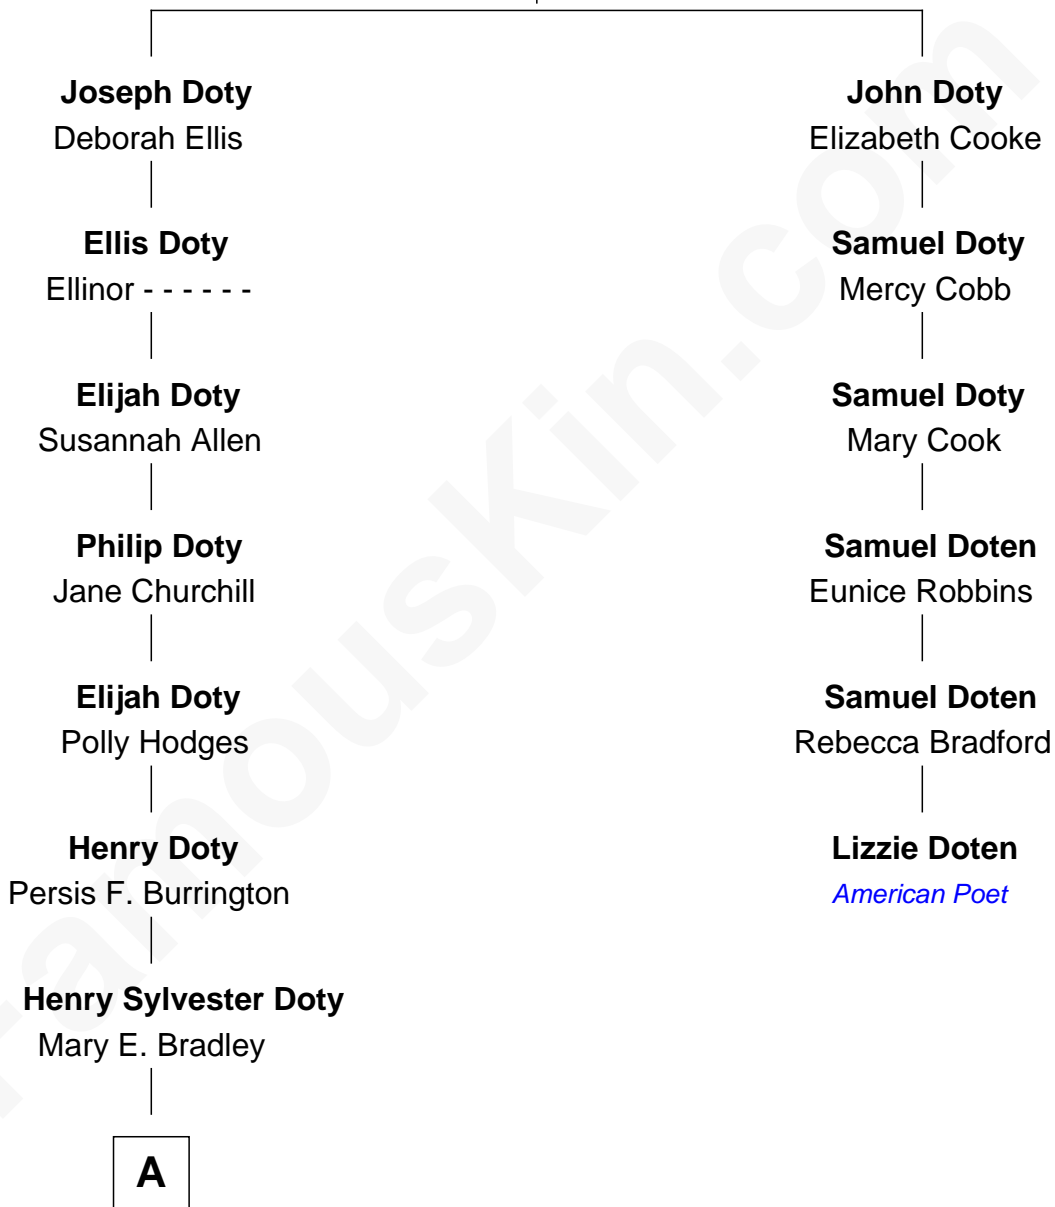 Joseph Doty
Deborah Ellis
Ellis Doty
Ellinor - - - - - -
Elijah Doty
Susannah Allen
Philip Doty
Jane Churchill
Elijah Doty
Polly Hodges
Henry Doty
Persis F. Burrington
Henry Sylvester Doty
Mary E. Bradley
A
John Doty
Elizabeth Cooke
Samuel Doty
Mercy Cobb
Samuel Doty
Mary Cook
Samuel Doten
Eunice Robbins
Samuel Doten
Rebecca Bradford
Lizzie Doten
American Poet
FamousKin.com